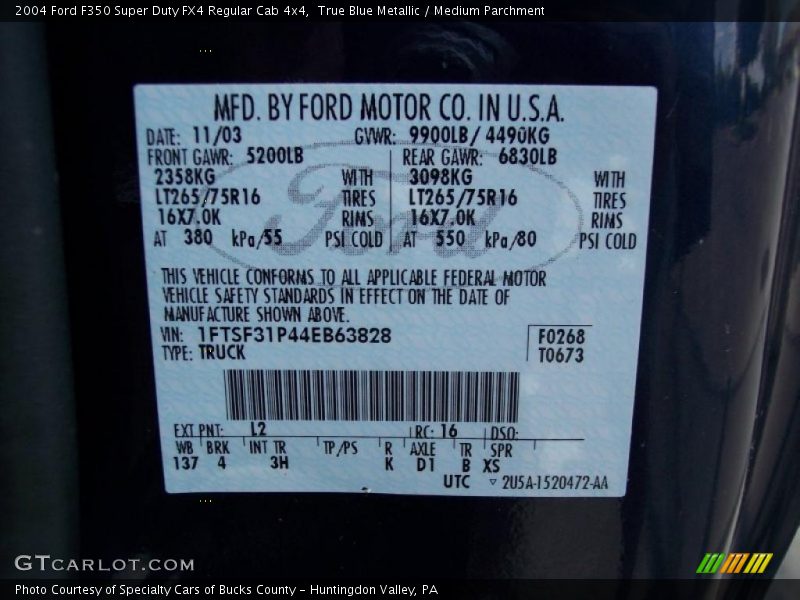 2004 Ford F350 Super Duty FX4 Regular Cab 4x4, True Blue Metallic / Medium Parchment
MFD. BY FORD MOTOR CO. IN U.S.A.
DATE: 11/03 GVWR: 9900LB/ 4490KG
FRONT GAWR: 5200LB REAR GAWR: 6830LB
2358KG WITH 3098KG WITH
LT265/75R16 TIRES LT265/75R16 TIRES
16X7.0K RIMS 16X7.0K RIMS
AT 380 kPa/55 PSI COLD AT 550 kPa/80 PSI COLD
Ford
THIS VEHICLE CONFORMS TO ALL APPLICABLE FEDERAL MOTOR
VEHICLE SAFETY STANDARDS IN EFFECT ON THE DATE OF
MANUFACTURE SHOWN ABOVE.
VIN: 1FTSF31P44EB63828 F0268
TYPE: TRUCK T0673
EXT PNT: L2 RC: 16 DSO:
WB BRK INT TR TP/PS R AXLE TR SPR
137 4 3H K D1 B XS
UTC ▽ 2U5A-1520472-AA
GTCARLOT.COM
Photo Courtesy of Specialty Cars of Bucks County - Huntingdon Valley, PA